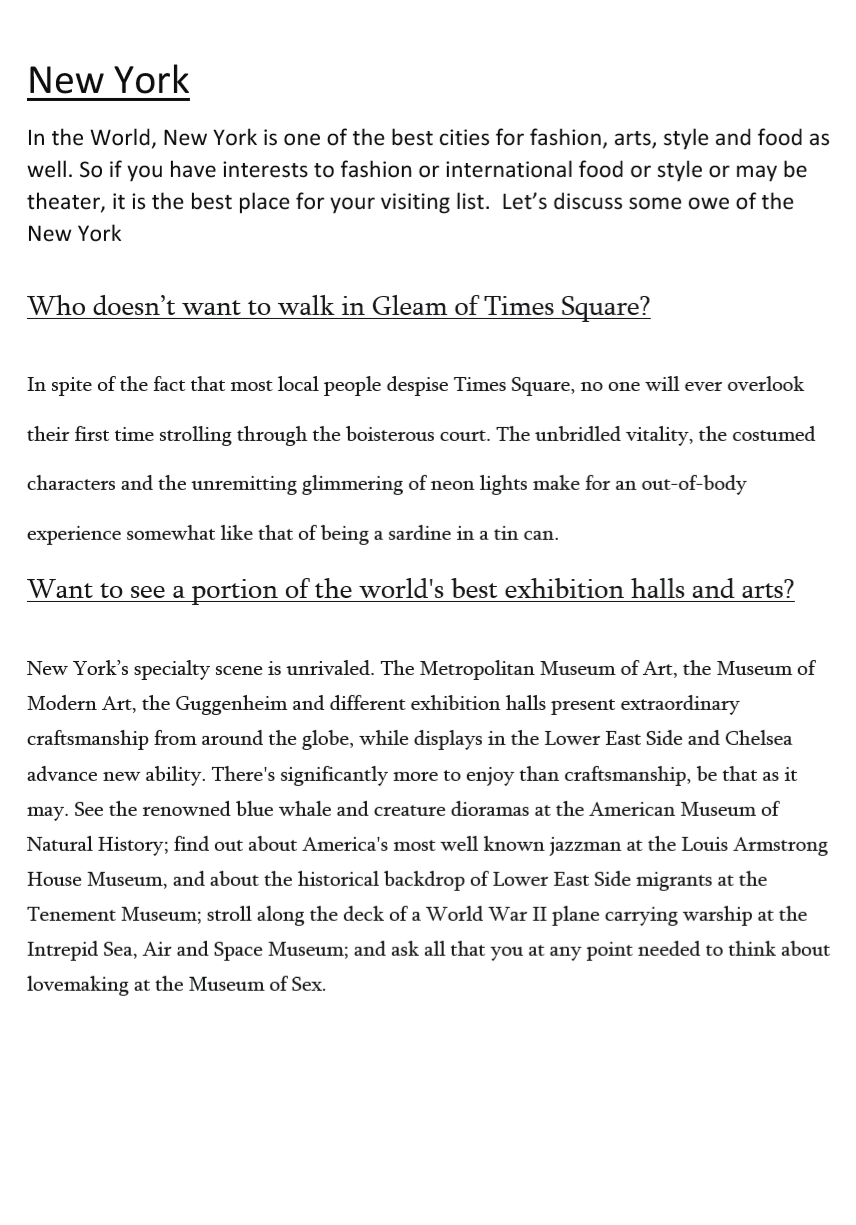 New York
In the World, New York is one of the best cities for fashion, arts, style and food as
well. So if you have interests to fashion or international food or style or may be
theater, it is the best place for your visiting list.  Let’s discuss some owe of the
New York
Who doesn’t want to walk in Gleam of Times Square?
In spite of the fact that most local people despise Times Square, no one will ever overlook
their first time strolling through the boisterous court. The unbridled vitality, the costumed
characters and the unremitting glimmering of neon lights make for an out-of-body
experience somewhat like that of being a sardine in a tin can.
Want to see a portion of the world's best exhibition halls and arts?
New York’s specialty scene is unrivaled. The Metropolitan Museum of Art, the Museum of
Modern Art, the Guggenheim and different exhibition halls present extraordinary
craftsmanship from around the globe, while displays in the Lower East Side and Chelsea
advance new ability. There's significantly more to enjoy than craftsmanship, be that as it
may. See the renowned blue whale and creature dioramas at the American Museum of
Natural History; find out about America's most well known jazzman at the Louis Armstrong
House Museum, and about the historical backdrop of Lower East Side migrants at the
Tenement Museum; stroll along the deck of a World War II plane carrying warship at the
Intrepid Sea, Air and Space Museum; and ask all that you at any point needed to think about
lovemaking at the Museum of Sex.